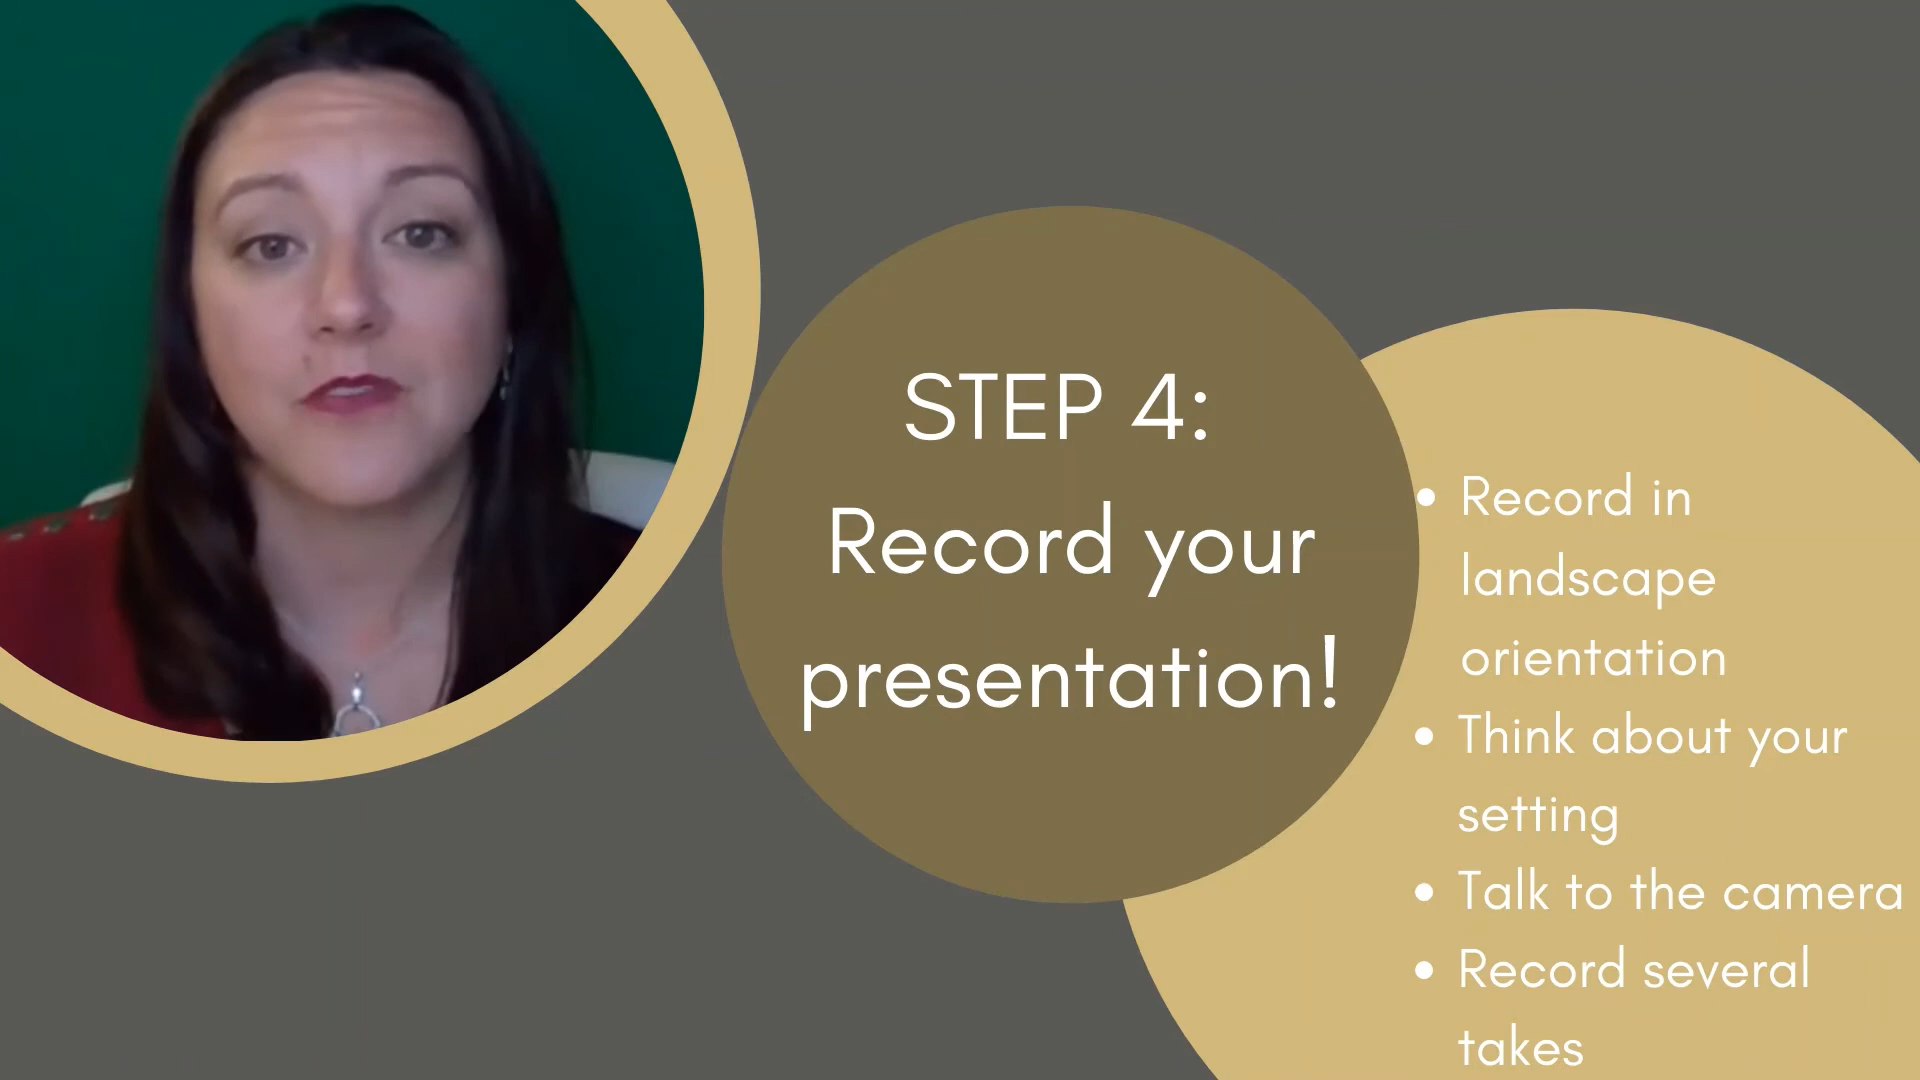 STEP 4:
Record your
presentation!
Record in
landscape
orientation
Think about your
setting
Talk to the camera
Record several
takes